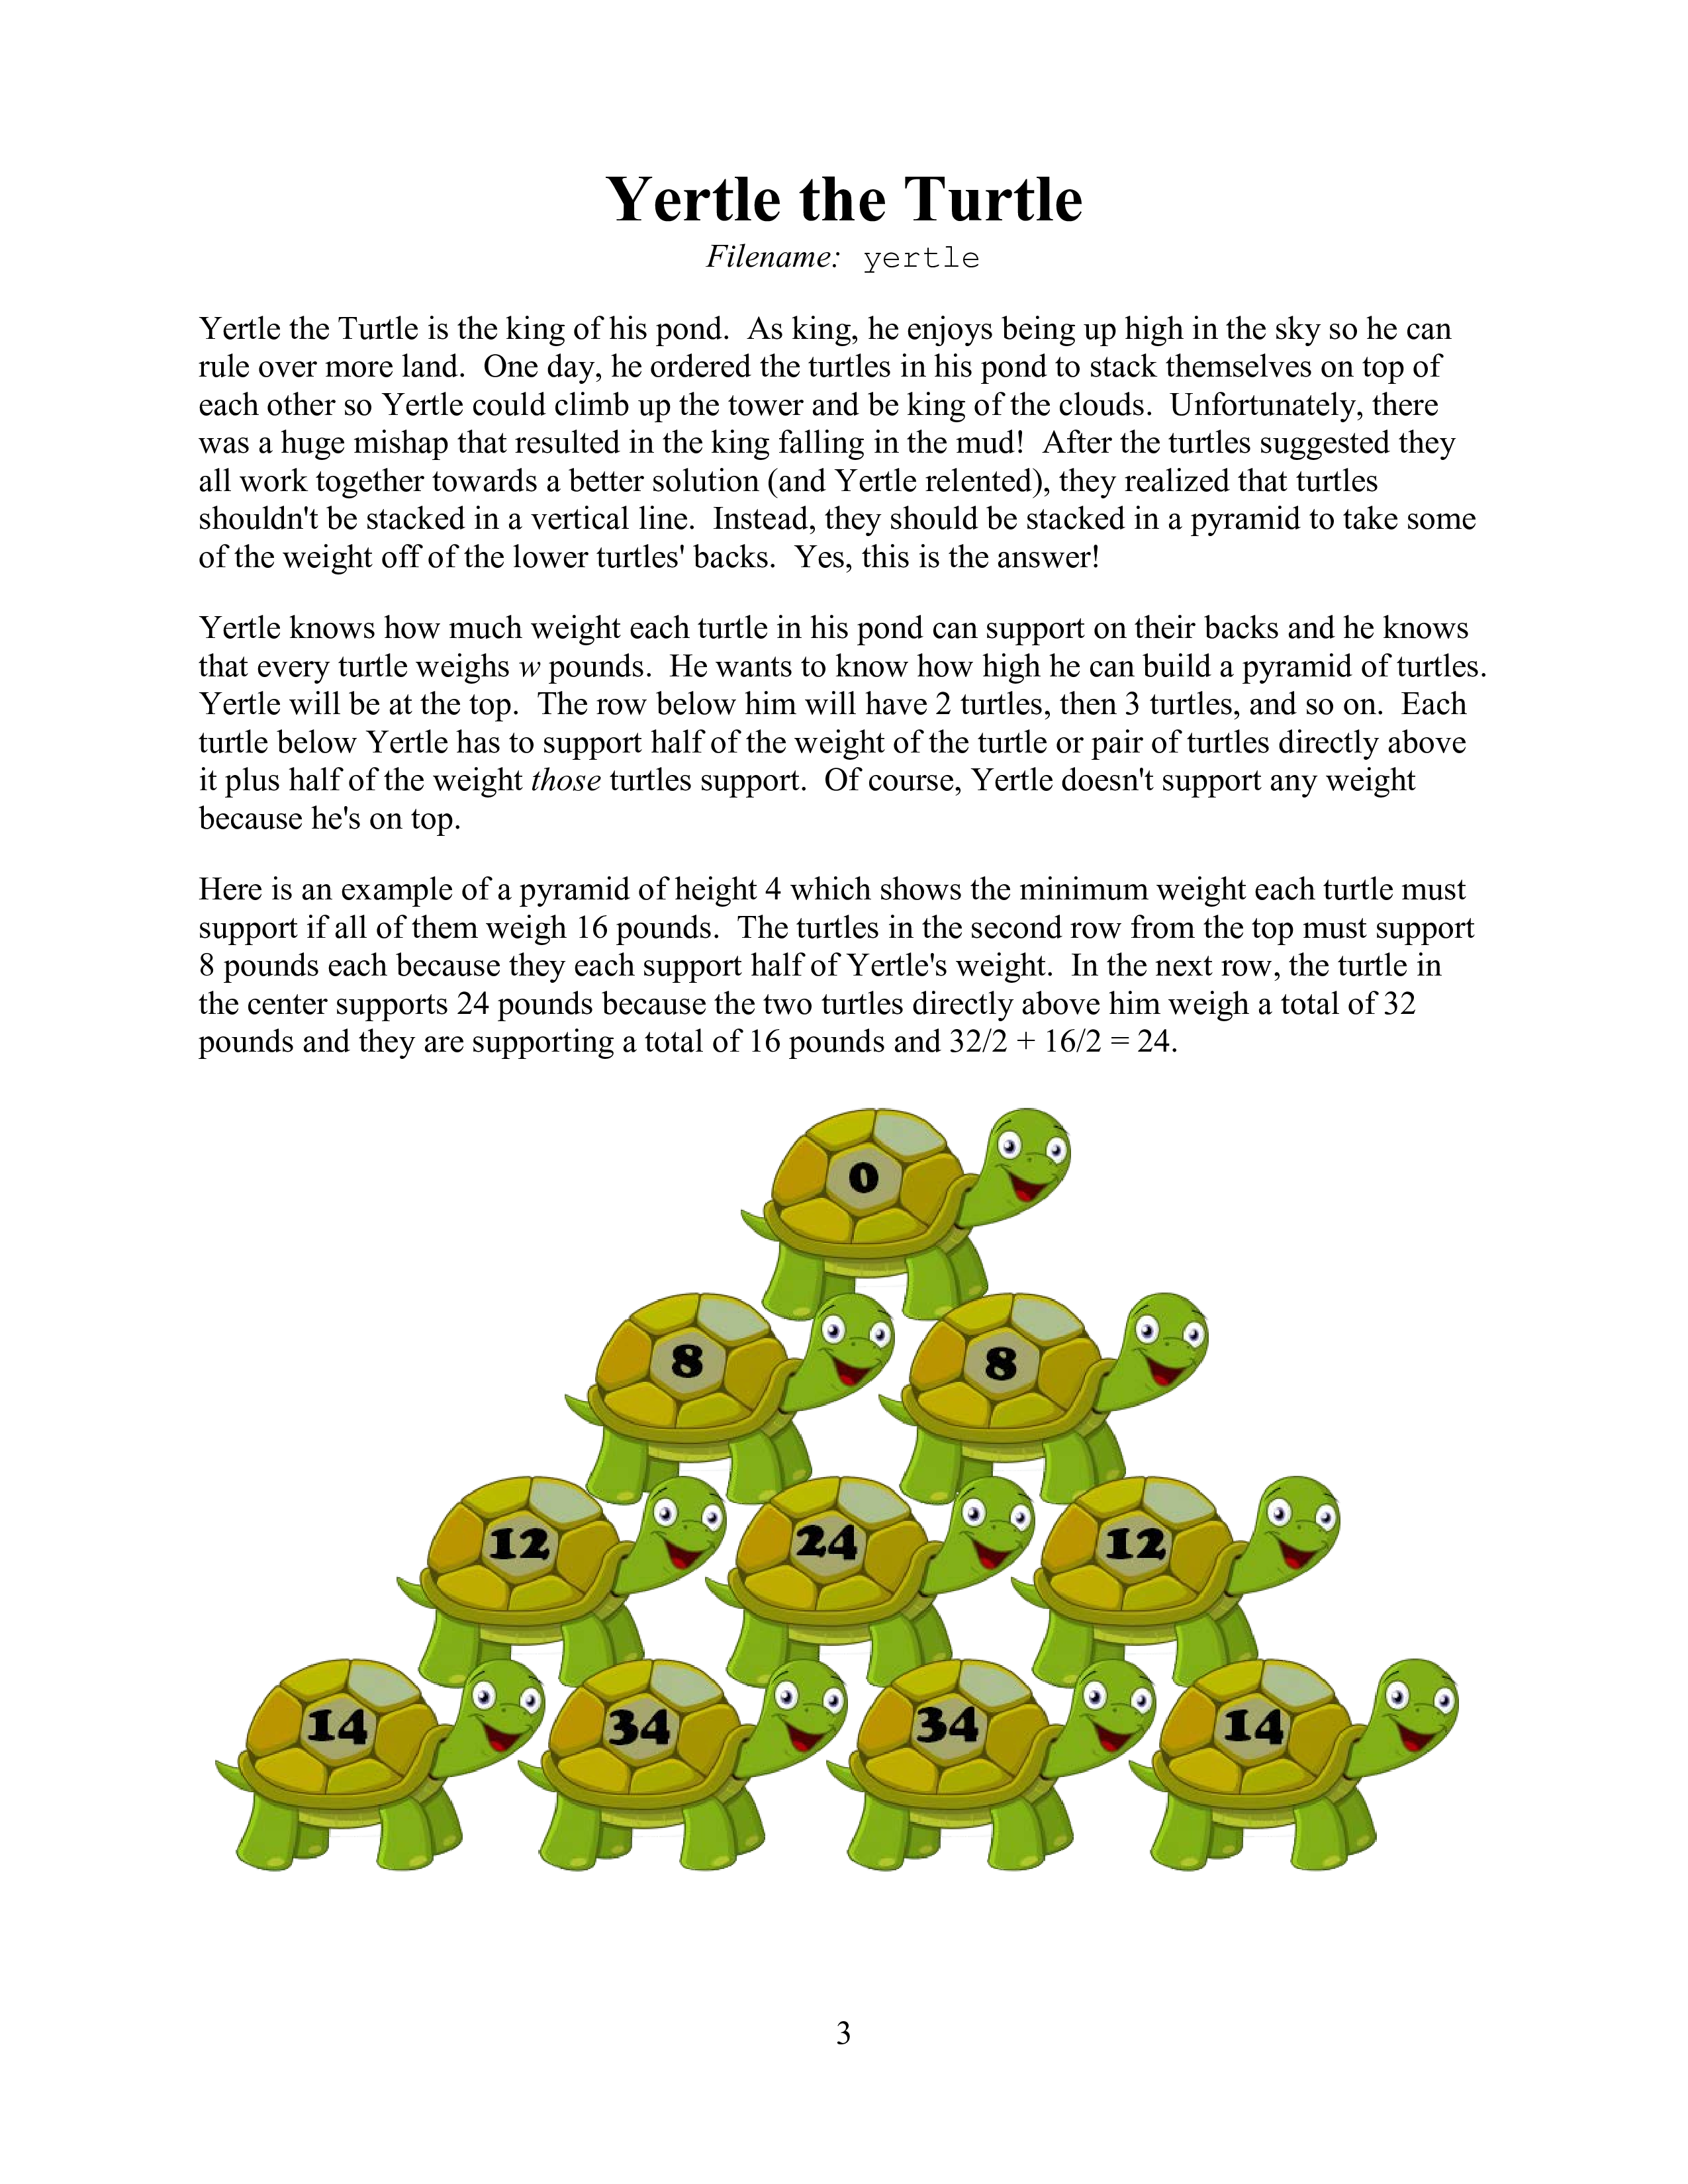 Yertle the Turtle
Filename: yertle
Yertle the Turtle is the king of his pond. As king, he enjoys being up high in the sky so he can
rule over more land. One day, he ordered the turtles in his pond to stack themselves on top of
each other so Yertle could climb up the tower and be king of the clouds. Unfortunately, there
was a huge mishap that resulted in the king falling in the mud! After the turtles suggested they
all work together towards a better solution (and Yertle relented), they realized that turtles
shouldn't be stacked in a vertical line. Instead, they should be stacked in a pyramid to take some
of the weight off of the lower turtles' backs. Yes, this is the answer!
Yertle knows how much weight each turtle in his pond can support on their backs and he knows
that every turtle weighs w pounds. He wants to know how high he can build a pyramid of turtles.
Yertle will be at the top. The row below him will have 2 turtles, then 3 turtles, and so on. Each
turtle below Yertle has to support half of the weight of the turtle or pair of turtles directly above
it plus half of the weight those turtles support. Of course, Yertle doesn't support any weight
because he's on top.
Here is an example of a pyramid of height 4 which shows the minimum weight each turtle must
support if all of them weigh 16 pounds. The turtles in the second row from the top must support
8 pounds each because they each support half of Yertle's weight. In the next row, the turtle in
the center supports 24 pounds because the two turtles directly above him weigh a total of 32
pounds and they are supporting a total of 16 pounds and 32/2 + 16/2 = 24.
0
8 8
12 24 12
14 34 34 14
3